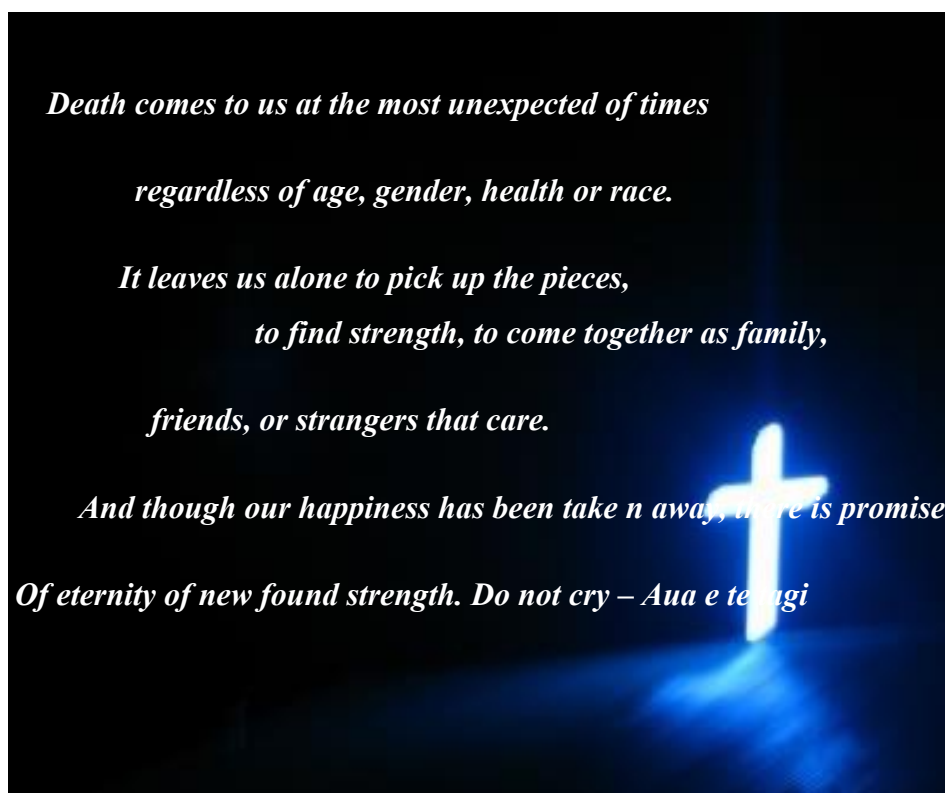 Death comes to us at the most unexpected of times
regardless of age, gender, health or race.
It leaves us alone to pick up the pieces,
to find strength, to come together as family,
friends, or strangers that care.
And though our happiness has been take n away, there is promise
Of eternity of new found strength. Do not cry – Aua e te